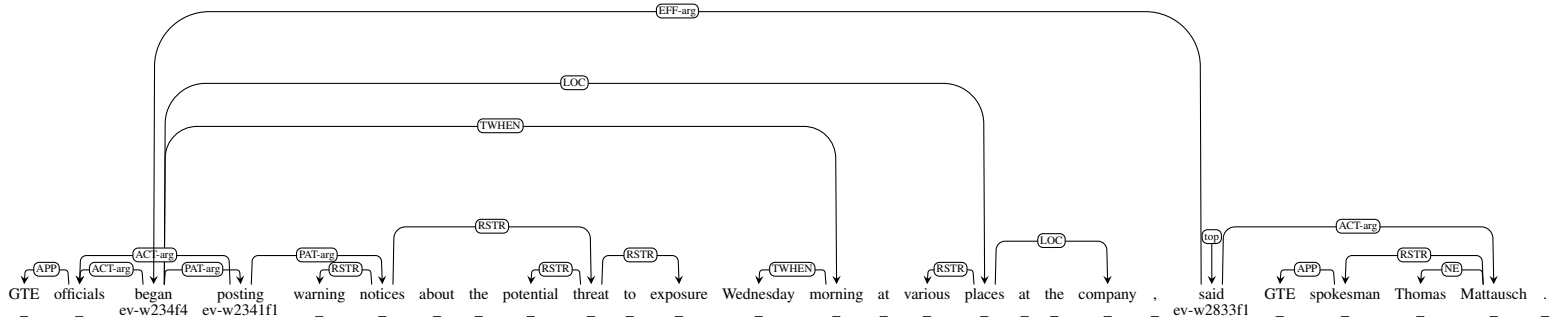 EFF-arg
LOC
TWHEN
RSTR top ACT-arg
LOC
ACT-arg PAT-arg RSTR RSTR
APP ACT-arg PAT-arg RSTR RSTR TWHEN RSTR APP NE
GTE officials began posting warning notices about the potential threat to exposure Wednesday morning at various places at the company , said GTE spokesman Thomas Mattausch .
ev-w234f4 ev-w2341f1 ev-w2833f1
_ _ _ _ _ _ _ _ _ _ _ _ _ _ _ _ _ _ _ _ _ _ _